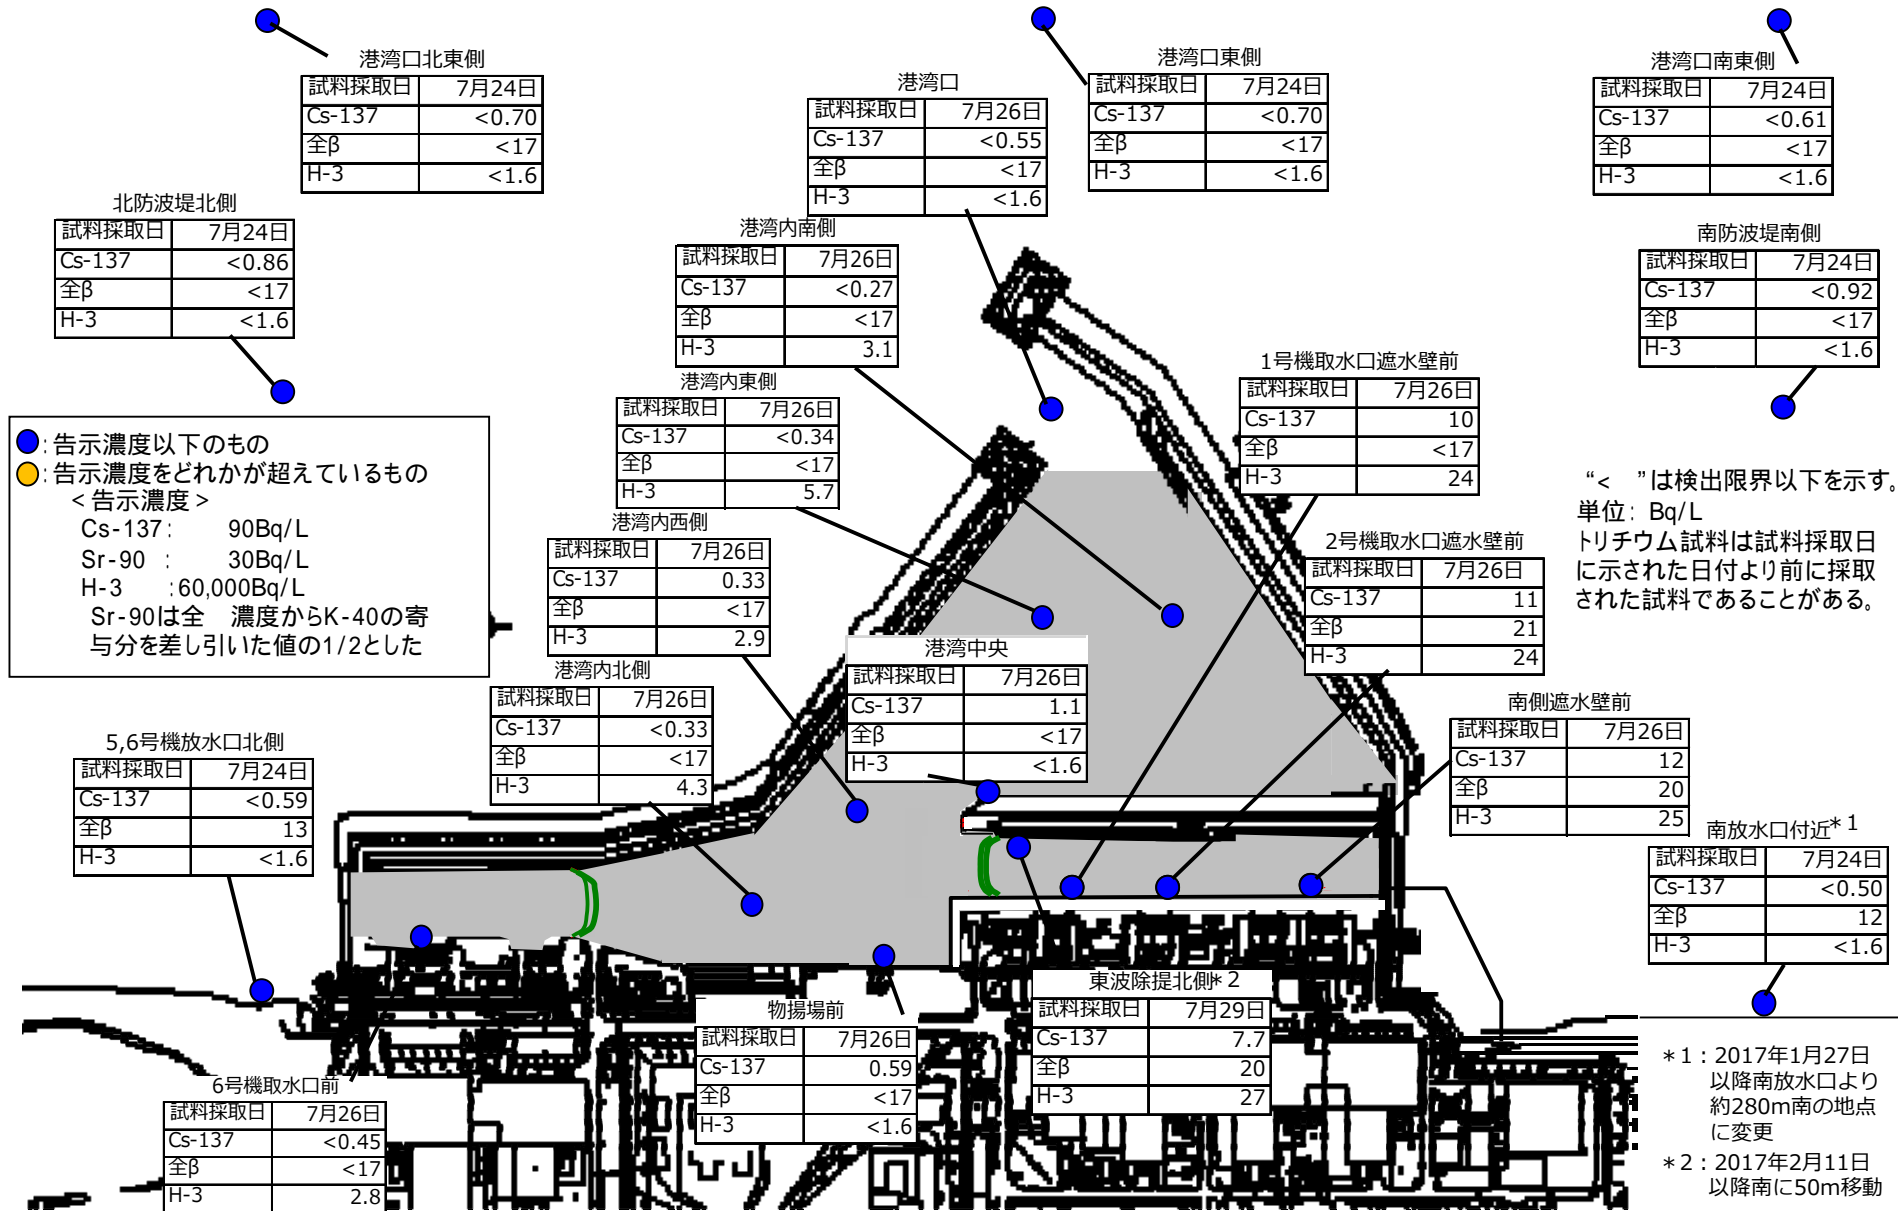 港湾口北東側
試料採取日 7月24日
Cs-137 <0.70
全β <17
H-3 <1.6
港湾口
試料採取日 7月26日
Cs-137 <0.55
全β <17
H-3 <1.6
港湾口東側
試料採取日 7月24日
Cs-137 <0.70
全β <17
H-3 <1.6
港湾口南東側
試料採取日 7月24日
Cs-137 <0.61
全β <17
H-3 <1.6
北防波堤北側
試料採取日 7月24日
Cs-137 <0.86
全β <17
H-3 <1.6
港湾内南側
試料採取日 7月26日
Cs-137 <0.27
全β <17
H-3 3.1
南防波堤南側
試料採取日 7月24日
Cs-137 <0.92
全β <17
H-3 <1.6
港湾内東側
試料採取日 7月26日
Cs-137 <0.34
全β <17
H-3 5.7
1号機取水口遮水壁前
試料採取日 7月26日
Cs-137 10
全β <17
H-3 24
:告示濃度以下のもの
:告示濃度をどれかが超えているもの
<告示濃度>
Cs-137: 90Bq/L
Sr-90 : 30Bq/L
H-3 :60,000Bq/L
Sr-90は全 濃度からK-40の寄
与分を差し引いた値の1/2とした
“< ”は検出限界以下を示す。
単位: Bq/L
トリチウム試料は試料採取日
に示された日付より前に採取
された試料であることがある。
港湾内西側
試料採取日 7月26日
Cs-137 0.33
全β <17
H-3 2.9
2号機取水口遮水壁前
試料採取日 7月26日
Cs-137 11
全β 21
H-3 24
港湾中央
試料採取日 7月26日
Cs-137 1.1
全β <17
H-3 <1.6
港湾内北側
試料採取日 7月26日
Cs-137 <0.33
全β <17
H-3 4.3
南側遮水壁前
試料採取日 7月26日
Cs-137 12
全β 20
H-3 25
5,6号機放水口北側
試料採取日 7月24日
Cs-137 <0.59
全β 13
H-3 <1.6
南放水口付近*1
試料採取日 7月24日
Cs-137 <0.50
全β 12
H-3 <1.6
東波除提北側*2
試料採取日 7月29日
Cs-137 7.7
全β 20
H-3 27
物揚場前
試料採取日 7月26日
Cs-137 0.59
全β <17
H-3 <1.6
6号機取水口前
試料採取日 7月26日
Cs-137 <0.45
全β <17
H-3 2.8
*1:2017年1月27日
以降南放水口より
約280m南の地点
に変更
*2:2017年2月11日
以降南に50m移動